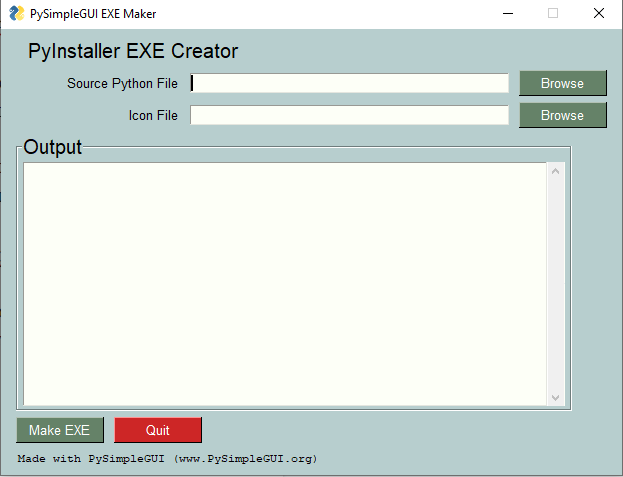 PySimpleGUI EXE Maker
PyInstaller EXE Creator
Source Python File Browse
Icon File Browse
Output
Make EXE Quit
Made with PySimpleGUI (www.PySimpleGUI.org)